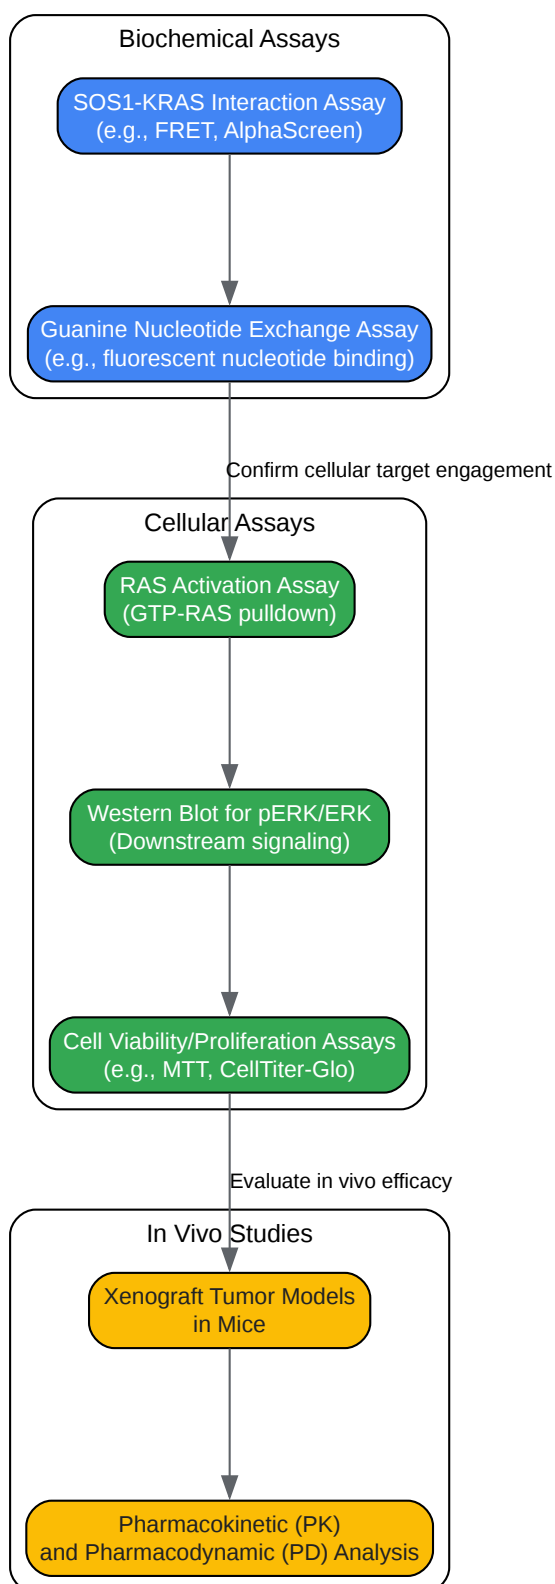 Biochemical Assays
SOS1-KRAS Interaction Assay
(e.g., FRET, AlphaScreen)
Guanine Nucleotide Exchange Assay
(e.g., fluorescent nucleotide binding)
Confirm cellular target engagement
Cellular Assays
RAS Activation Assay
(GTP-RAS pulldown)
Western Blot for pERK/ERK
(Downstream signaling)
Cell Viability/Proliferation Assays
(e.g., MTT, CellTiter-Glo)
Evaluate in vivo efficacy
In Vivo Studies
Xenograft Tumor Models
in Mice
Pharmacokinetic (PK)
and Pharmacodynamic (PD) Analysis